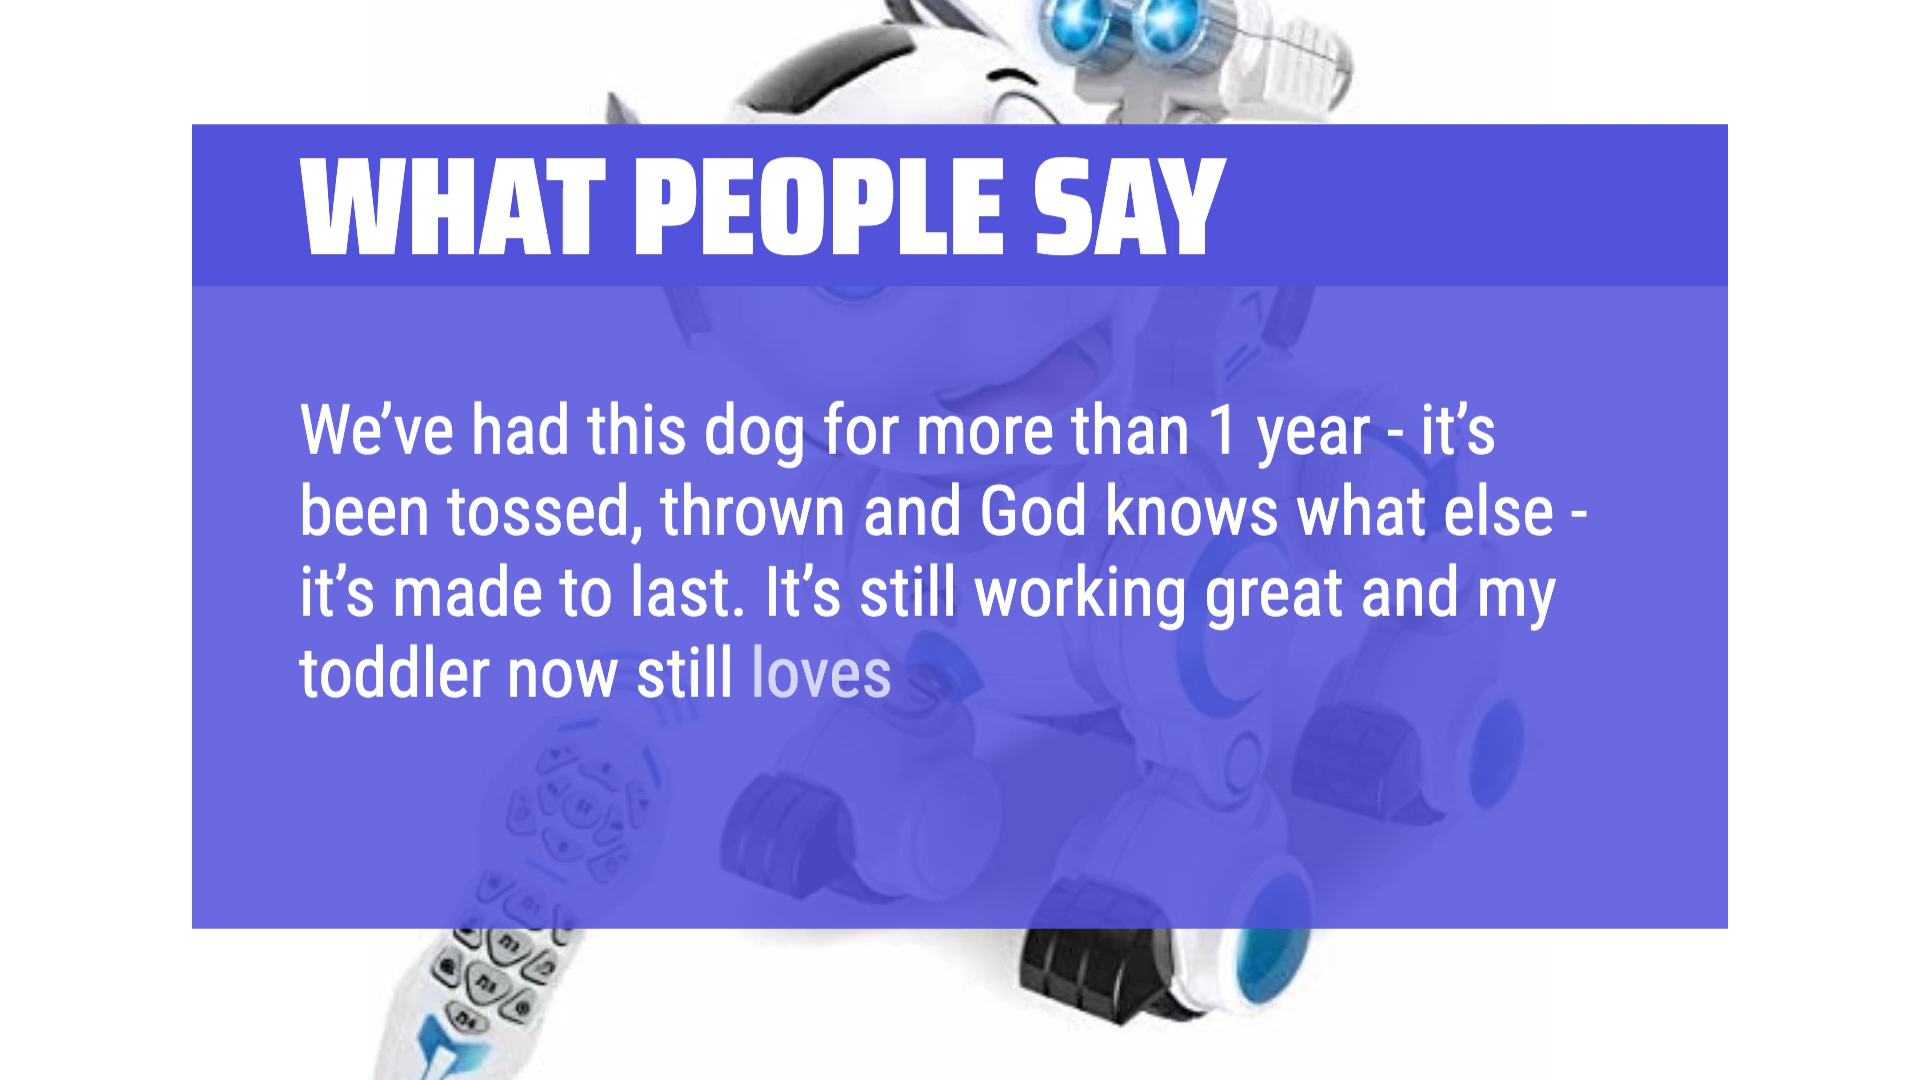 WHAT PEOPLE SAY
We’ve had this dog for more than 1 year - it’s
been tossed, thrown and God knows what else -
it’s made to last. It’s still working great and my
toddler now still loves